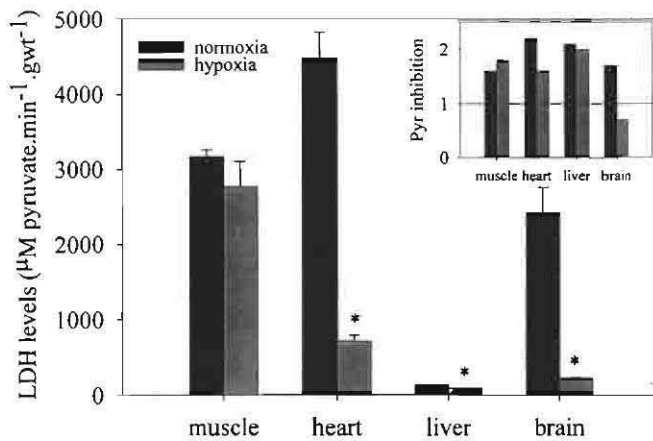 LDH levels (µM pyruvate.min⁻¹.gwt⁻¹)
5000
4000
3000
2000
1000
0
normoxia
hypoxia
*
*
*
muscle heart liver brain
Pyr inhibition
2
1
0
muscle heart liver brain